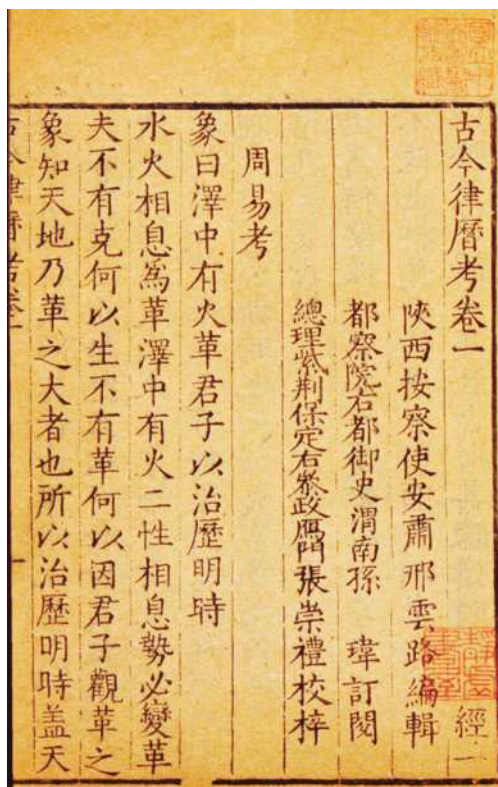 古今律曆考卷一 經一
陝西按察使安肅邢雲路編輯
都察院右都御史渭南孫 瑋訂閱
總理紫荆保定右叅政鴈門張崇禮校梓
周易考
象曰澤中有火革君子以治歷明時
水火相息爲革澤中有火二性相息勢必變革
夫不有克何以生不有革何以因君子觀革之
象知天地乃革之大者也所以治歷明時盖天
古今律曆考卷一
一